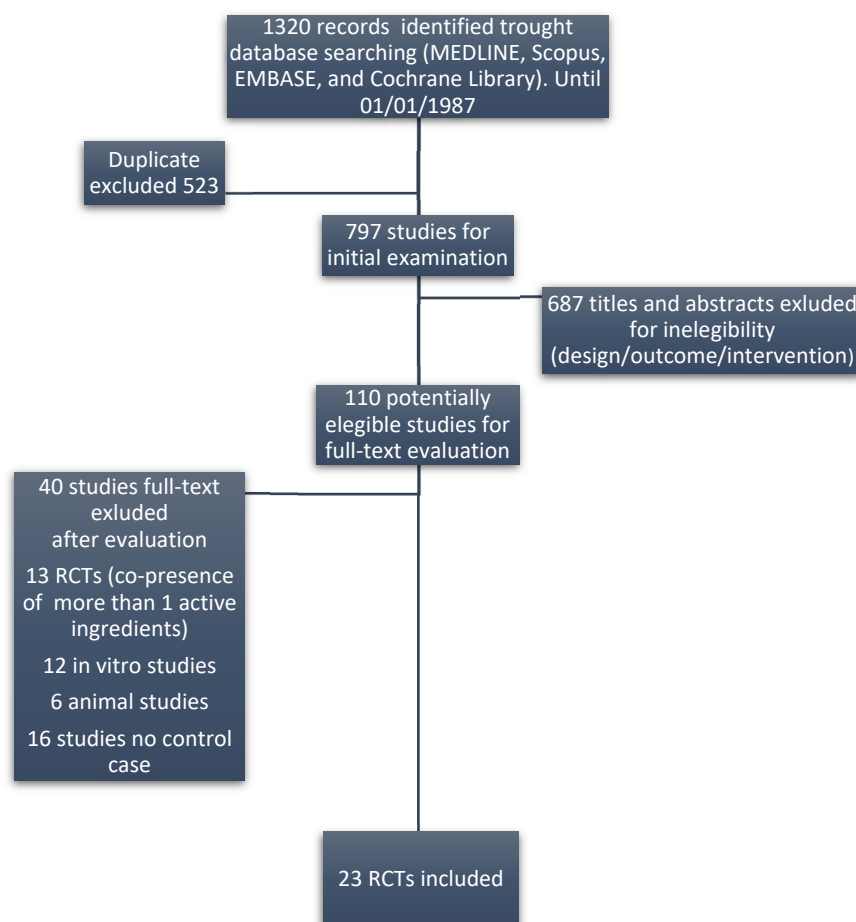 1320 records identified trought
database searching (MEDLINE, Scopus,
EMBASE, and Cochrane Library). Until
01/01/1987
Duplicate
excluded 523
797 studies for
initial examination
687 titles and abstracts exluded
for inelegibility
(design/outcome/intervention)
110 potentially
elegible studies for
full-text evaluation
40 studies full-text
exluded
after evaluation
13 RCTs (co-presence
of more than 1 active
ingredients)
12 in vitro studies
6 animal studies
16 studies no control
case
23 RCTs included